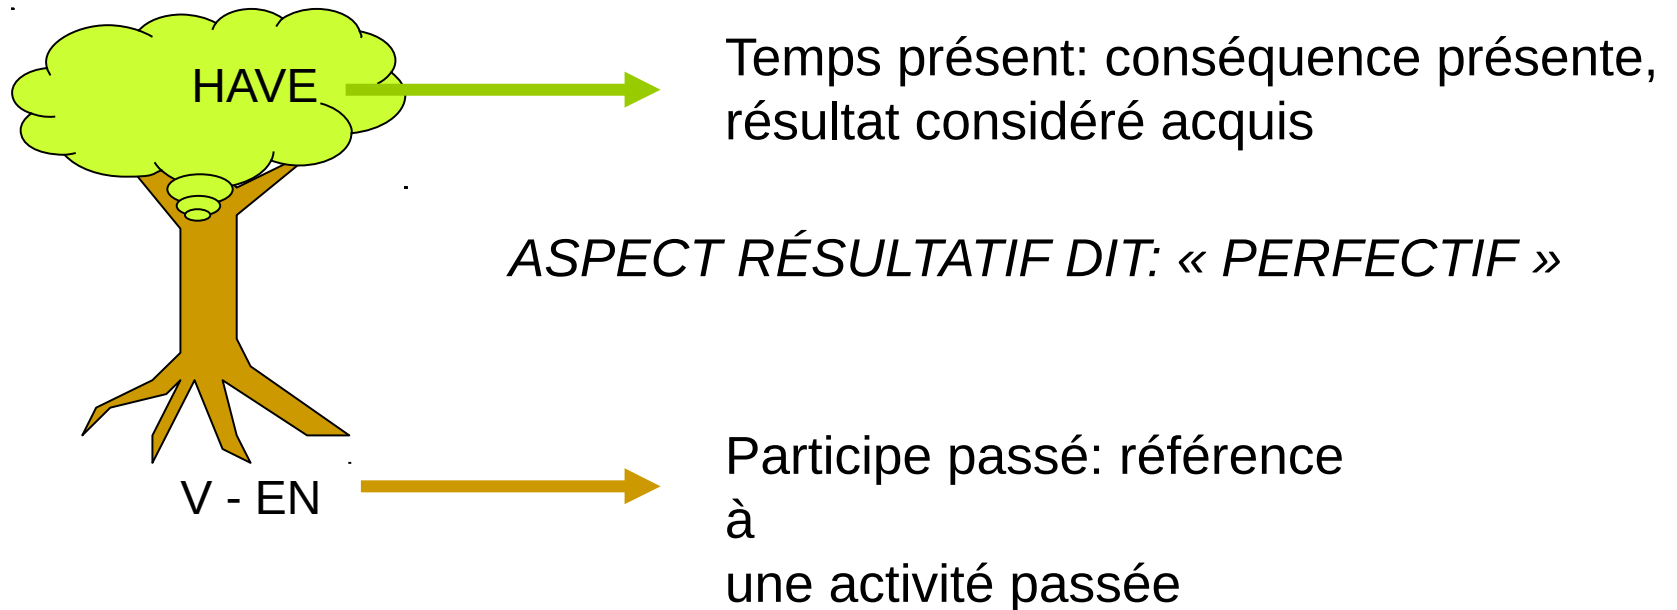 HAVE
Temps présent: conséquence présente,
résultat considéré acquis
ASPECT RÉSULTATIF DIT: « PERFECTIF »
V - EN
Participe passé: référence
à
une activité passée